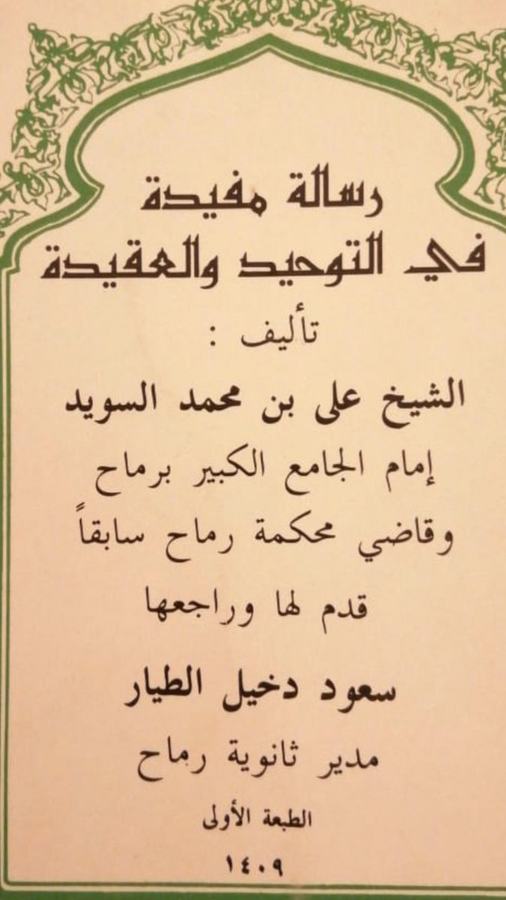 رسالة مفيدة
في التوحيد والعقيدة
تأليف :
الشيخ على بن محمد السويد
إمام الجامع الكبير برماح
وقاضي محكمة رماح سابقاً
قدم لها وراجعها
سعود دخيل الطيار
مدير ثانوية رماح
الطبعة الأولى
١٤٠٩